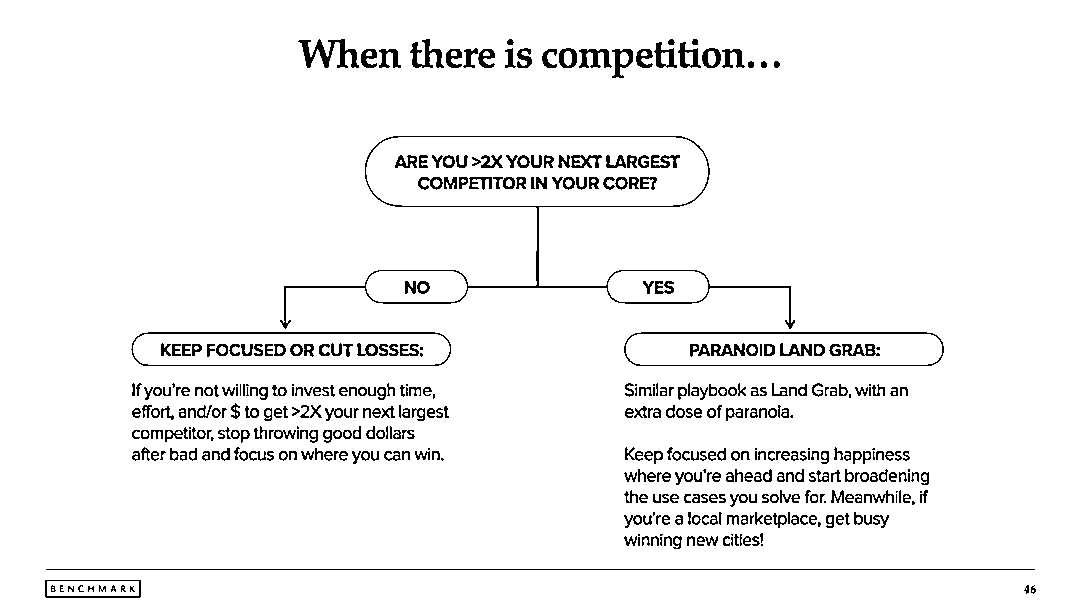 When there is competition…
ARE YOU >2X YOUR NEXT LARGEST
COMPETITOR IN YOUR CORE?
NO
YES
KEEP FOCUSED OR CUT LOSSES:
If you're not willing to invest enough time,
effort, and/or $ to get >2X your next largest
competitor, stop throwing good dollars
after bad and focus on where you can win.
PARANOID LAND GRAB:
Similar playbook as Land Grab, with an
extra dose of paranoia.
Keep focused on increasing happiness
where you're ahead and start broadening
the use cases you solve for. Meanwhile, if
you're a local marketplace, get busy
winning new cities!
BENCHMARK
46